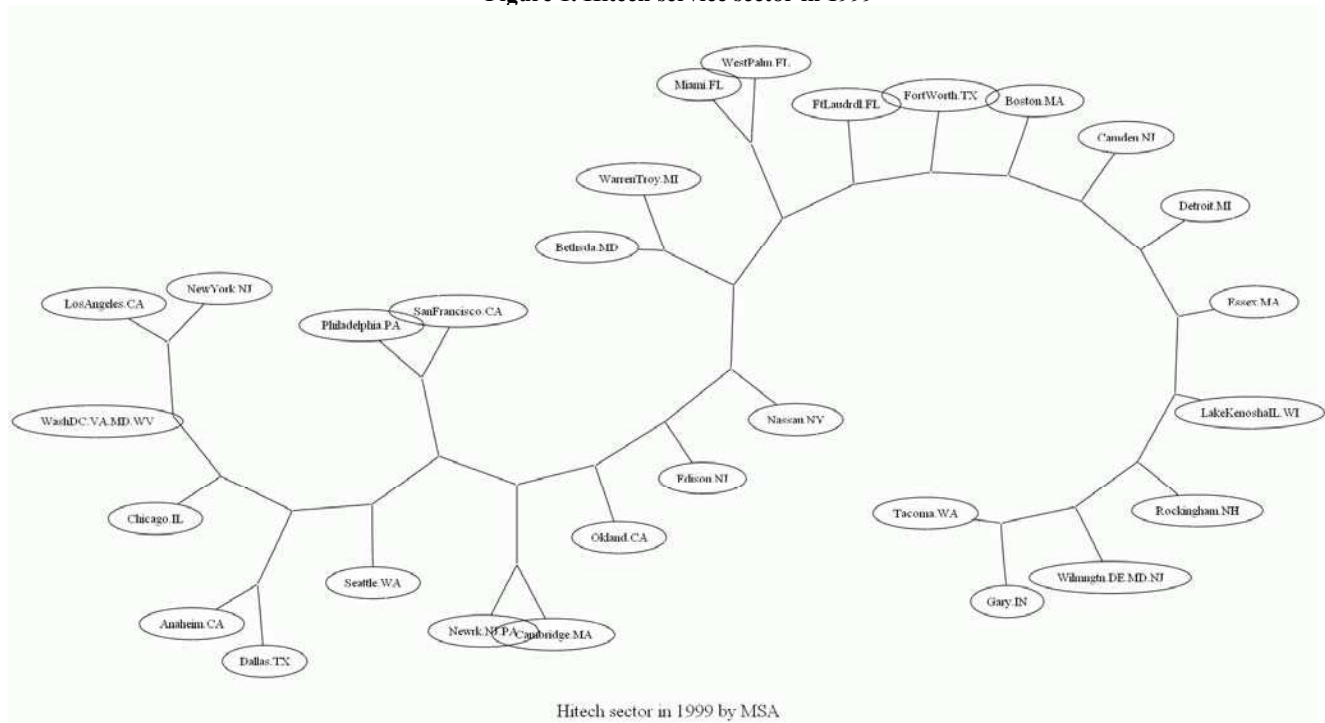 Figure 1. Hitech service sector in 1999
WestPalm.FL
Miami.FL
FtLaudrdl.FL
FortWorth.TX
Boston.MA
Camden.NJ
WarrenTroy.MI
Detroit.MI
Bethsda.MD
LosAngeles.CA
NewYork.NJ
Philadelphia.PA
SanFrancisco.CA
Essex.MA
WashDC.VA.MD.WV
Nassau.NY
LakeKenoshaIL.WI
Edison.NJ
Chicago.IL
Tacoma.WA
Rockingham.NH
Okland.CA
Seattle.WA
Wilmngtn.DE.MD.NJ
Gary.IN
Anaheim.CA
Newrk.NJ.PA
Cambridge.MA
Dallas.TX
Hitech sector in 1999 by MSA